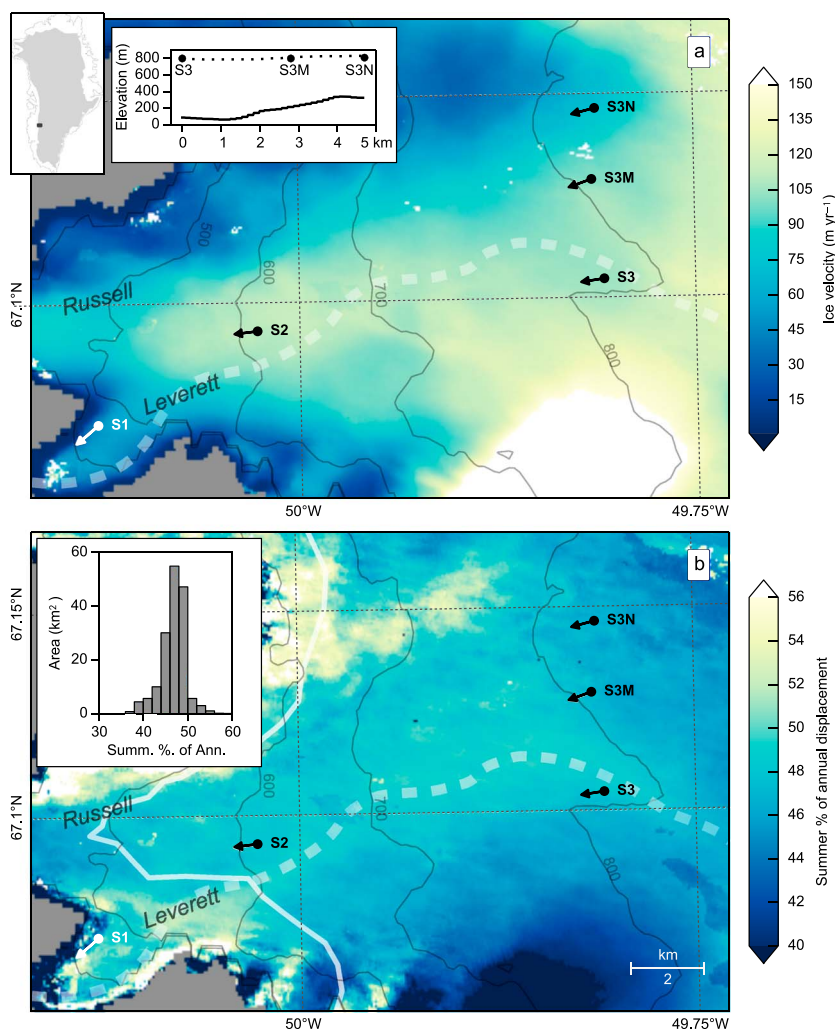 a
800
600
400
200
0
Elevation (m)
S3
S3M
S3N
0
1
2
3
4
5 km
S3N
S3M
S3
S2
S1
500
600
700
800
Russell
Leverett
67.1°N
50°W
49.75°W
150
135
120
105
90
75
60
45
30
15
Ice velocity (m yr⁻¹)
b
60
40
20
0
Area (km²)
30
40
50
60
Summ. %. of Ann.
S3N
S3M
S3
S2
S1
600
700
800
Russell
Leverett
67.15°N
67.1°N
km
2
50°W
49.75°W
56
54
52
50
48
46
44
42
40
Summer % of annual displacement